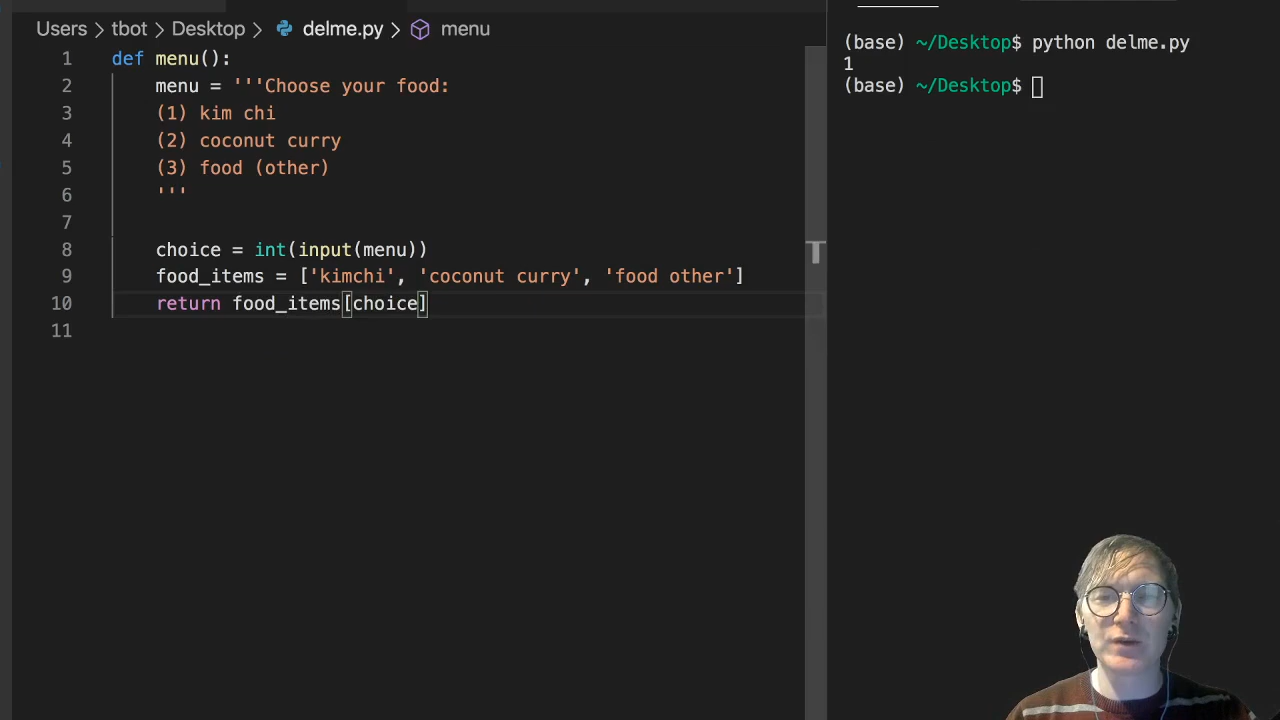 Users > tbot > Desktop > delme.py > menu
1 def menu():
2     menu = '''Choose your food:
3     (1) kim chi
4     (2) coconut curry
5     (3) food (other)
6     '''
7
8     choice = int(input(menu))
9     food_items = ['kimchi', 'coconut curry', 'food other']
10     return food_items[choice]
11
(base) ~/Desktop$ python delme.py
1
(base) ~/Desktop$